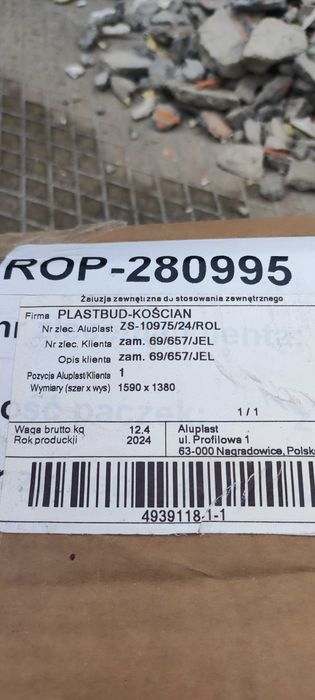 ROP-280995
Żaluzja zewnętrzna do stosowania zewnętrznego
Firma PLASTBUD-KOŚCIAN
Nr zlec. Aluplast ZS-10975/24/ROL
Nr zlec. Klienta zam. 69/657/JEL
Opis klienta zam. 69/657/JEL
Pozycja Aluplast/Klienta 1
Wymiary (szer x wys) 1590 x 1380
1 / 1
Waga brutto kg 12,4 Aluplast
Rok produckji 2024 ul. Profilowa 1
63-000 Nagradowice, Polsk
4939118-1-1